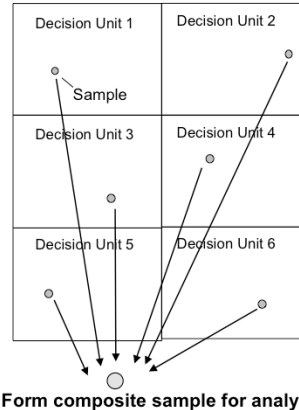 Decision Unit 1
Decision Unit 2
Sample
Decision Unit 3
Decision Unit 4
Decision Unit 5
Decision Unit 6
Form composite sample for analy